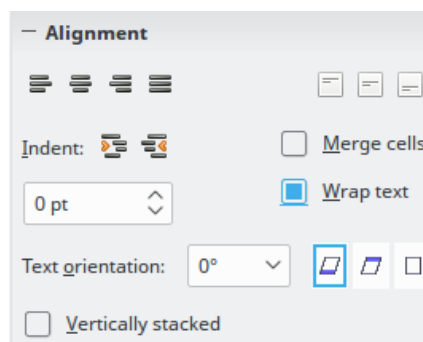 Alignment
Indent:
Merge cells
0 pt
Wrap text
Text orientation:
0°
Vertically stacked